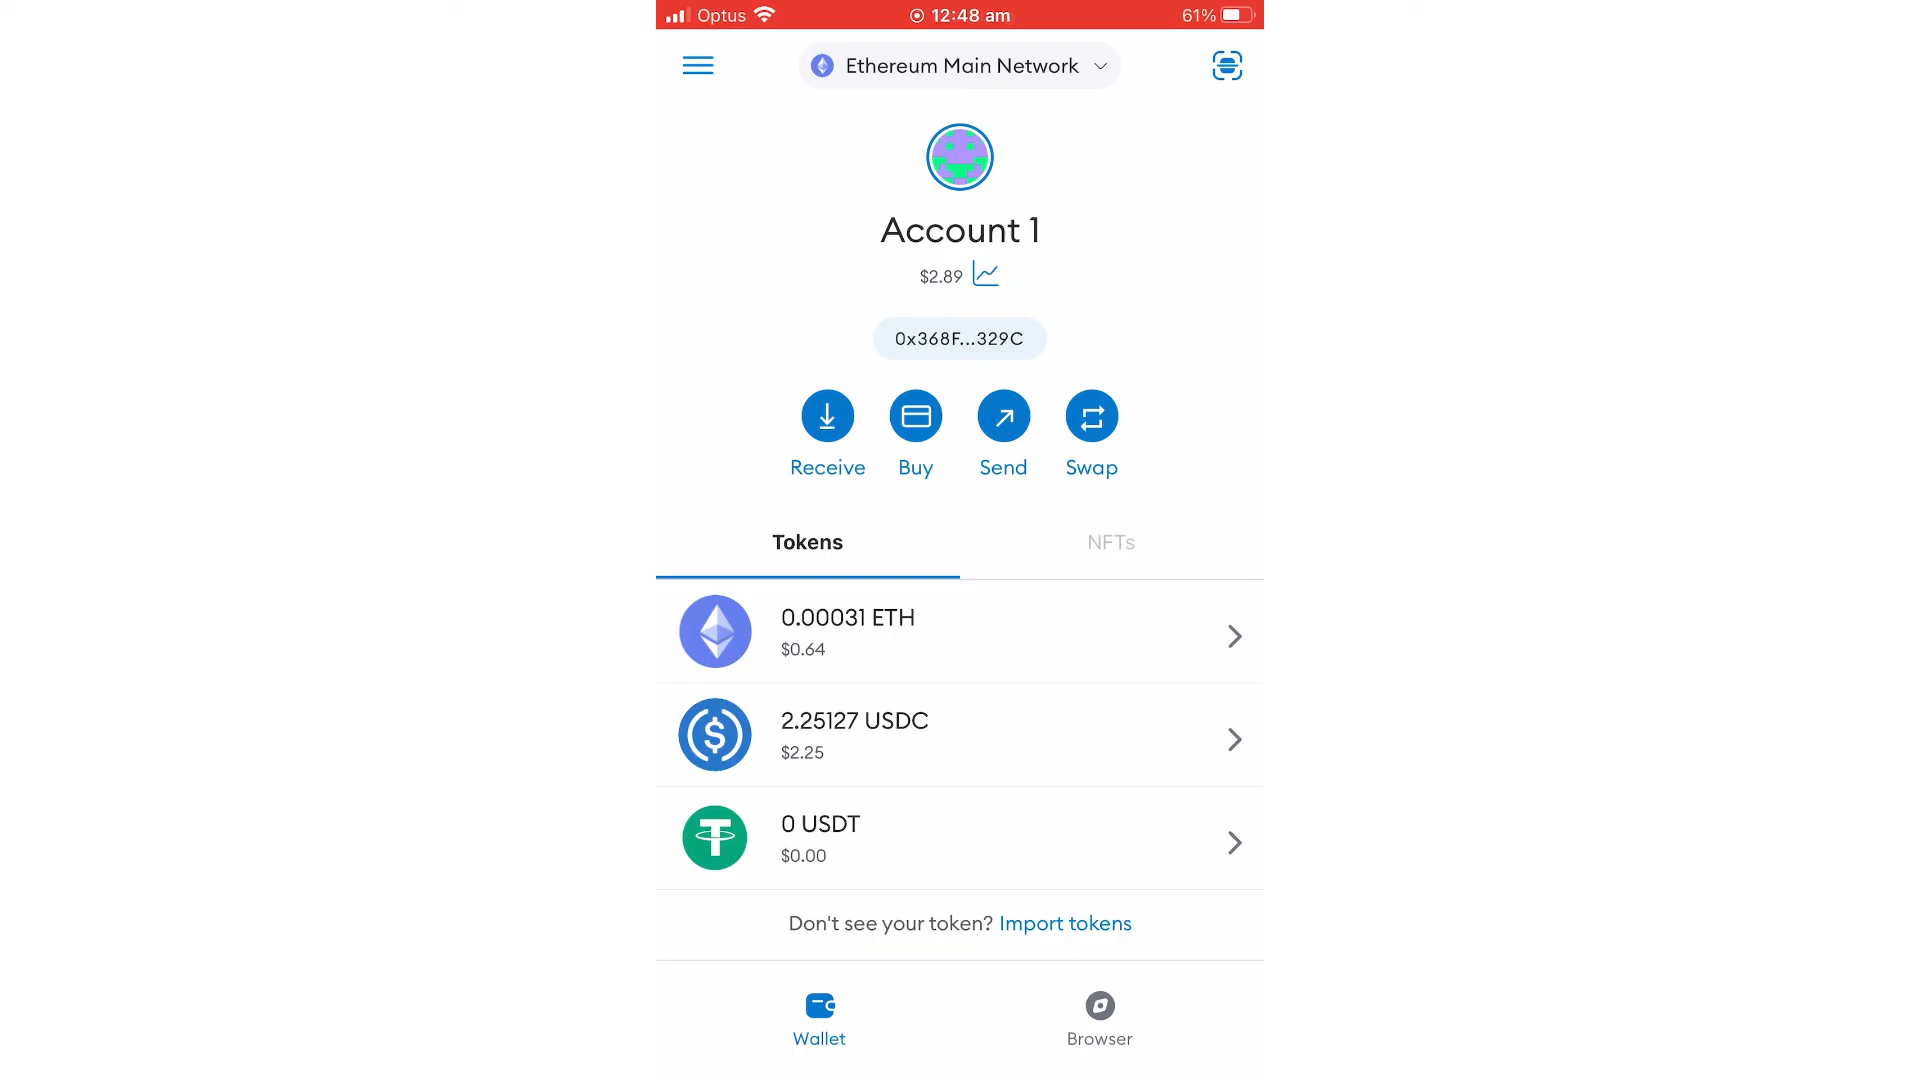 Optus 12:48 am 61%
Ethereum Main Network
Account 1
$2.89
0x368F...329C
Receive Buy Send Swap
Tokens NFTs
0.00031 ETH
$0.64
2.25127 USDC
$2.25
0 USDT
$0.00
Don't see your token? Import tokens
Wallet Browser